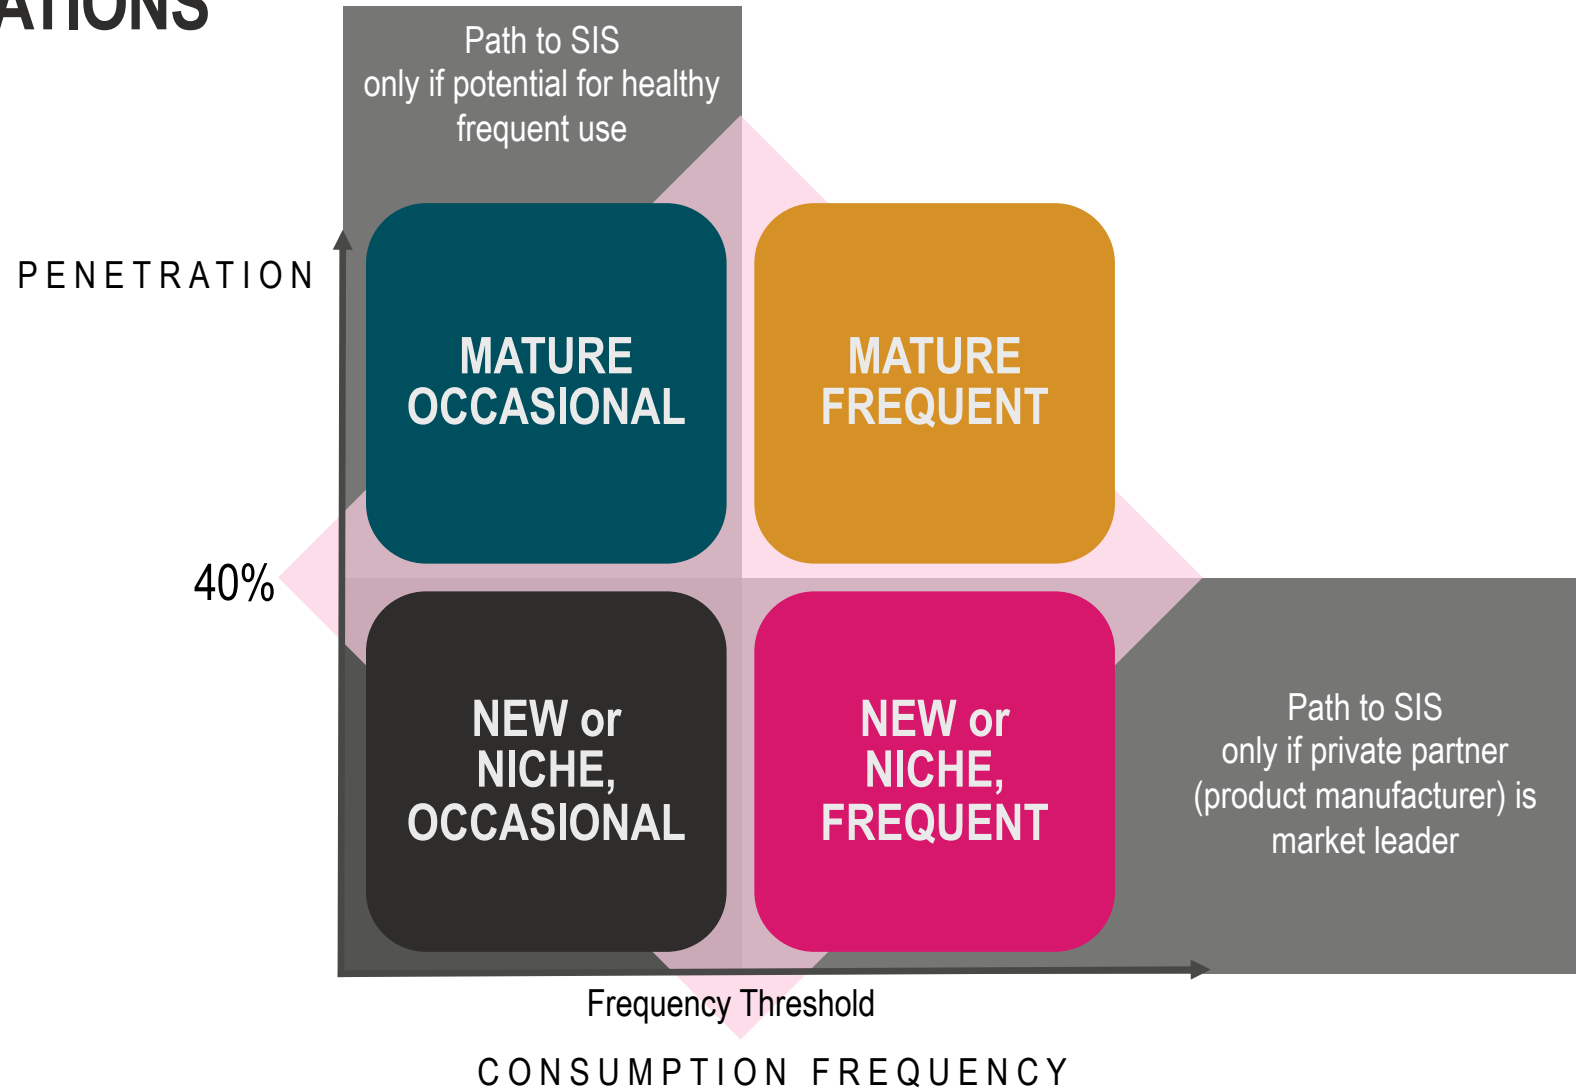 ATIONS
Path to SIS
only if potential for healthy
frequent use
PENETRATION
MATURE
OCCASIONAL
MATURE
FREQUENT
40%
NEW or
NICHE,
OCCASIONAL
NEW or
NICHE,
FREQUENT
Path to SIS
only if private partner
(product manufacturer) is
market leader
Frequency Threshold
CONSUMPTION FREQUENCY